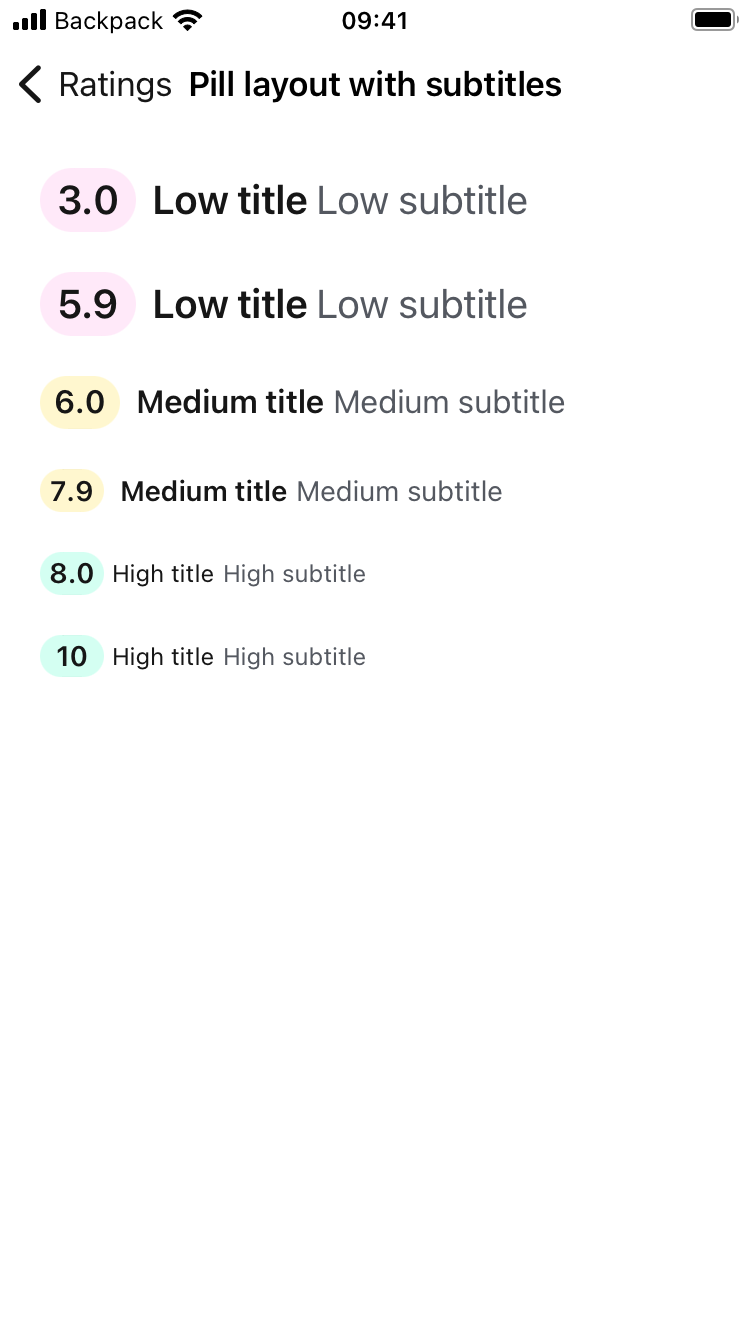 Backpack 09:41
Ratings Pill layout with subtitles
3.0 Low title Low subtitle
5.9 Low title Low subtitle
6.0 Medium title Medium subtitle
7.9 Medium title Medium subtitle
8.0 High title High subtitle
10 High title High subtitle